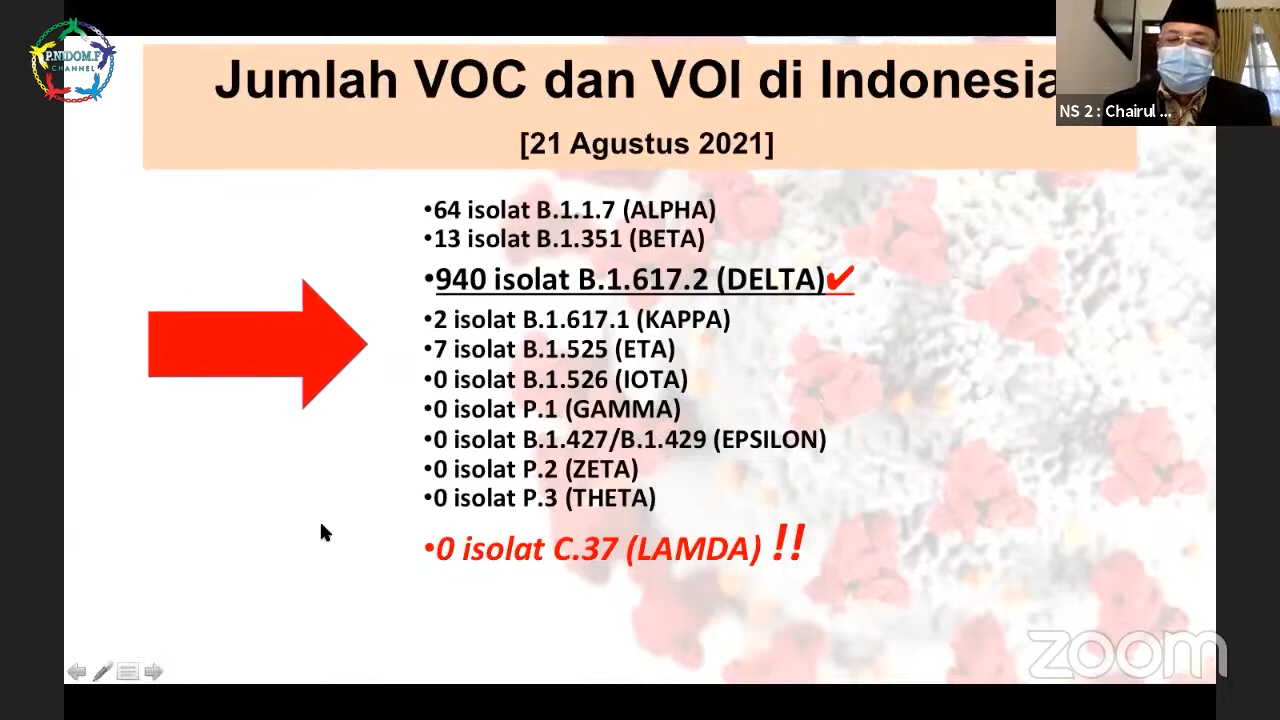 P.NIDOM.F
CHANNEL
Jumlah VOC dan VOI di Indonesia
[21 Agustus 2021]
NS 2 : Chairul ...
•64 isolat B.1.1.7 (ALPHA)
•13 isolat B.1.351 (BETA)
•940 isolat B.1.617.2 (DELTA)✔
•2 isolat B.1.617.1 (KAPPA)
•7 isolat B.1.525 (ETA)
•0 isolat B.1.526 (IOTA)
•0 isolat P.1 (GAMMA)
•0 isolat B.1.427/B.1.429 (EPSILON)
•0 isolat P.2 (ZETA)
•0 isolat P.3 (THETA)
•0 isolat C.37 (LAMDA) !!
zoom